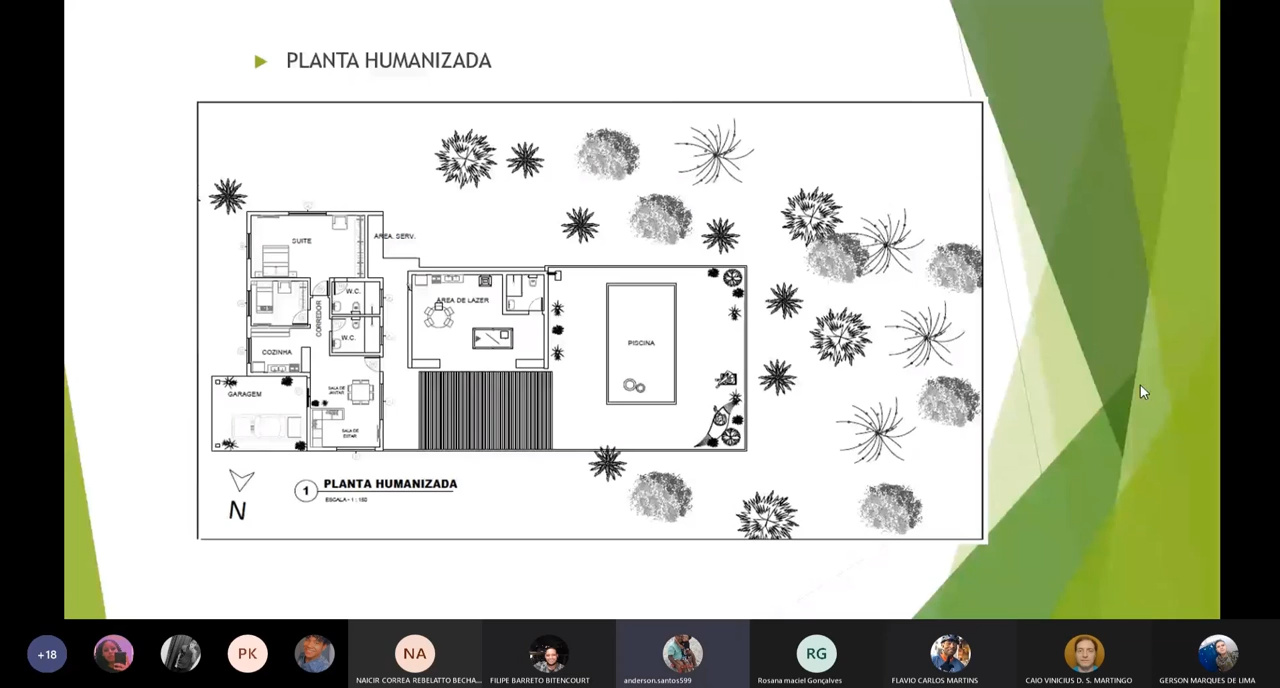 PLANTA HUMANIZADA
SUITE
AREA. SERV.
W.C.
CORREDOR
AREA DE LAZER
W.C.
PISCINA
COZINHA
GARAGEM
SALA DE
JANTAR
SALA DE
ESTAR
N
1
PLANTA HUMANIZADA
ESCALA - 1 : 150
+18
PK
NA
RG
NAICIR CORREA REBELATTO BECHA...
FILIPE BARRETO BITENCOURT
anderson.santos599
Rosana maciel Gonçalves
FLAVIO CARLOS MARTINS
CAIO VINICIUS D. S. MARTINGO
GERSON MARQUES DE LIMA